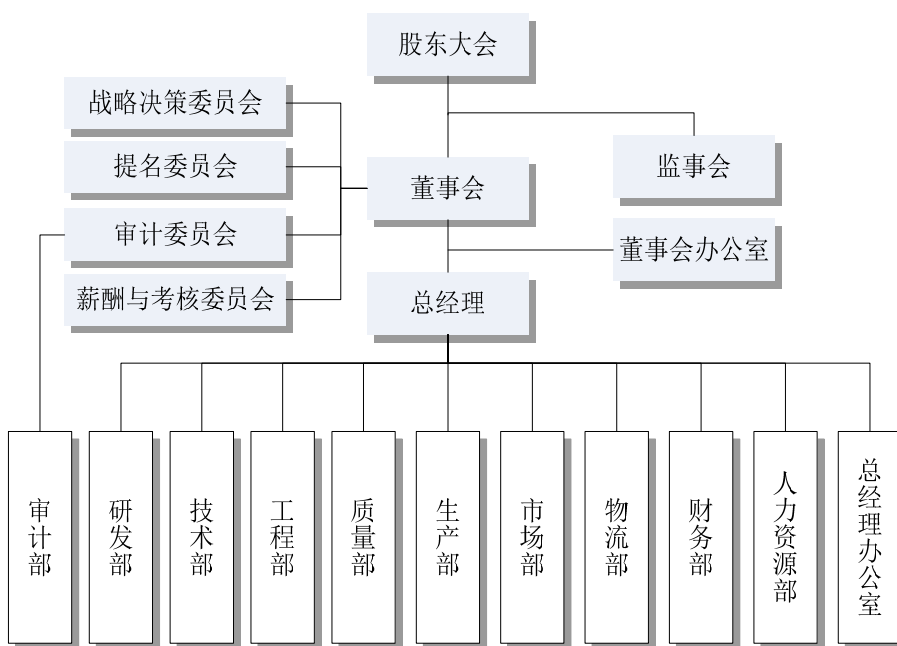 股东大会
战略决策委员会
提名委员会
监事会
董事会
审计委员会
董事会办公室
薪酬与考核委员会
总经理
审计部
研发部
技术部
工程部
质量部
生产部
市场部
物流部
财务部
人力资源部
总经理办公室